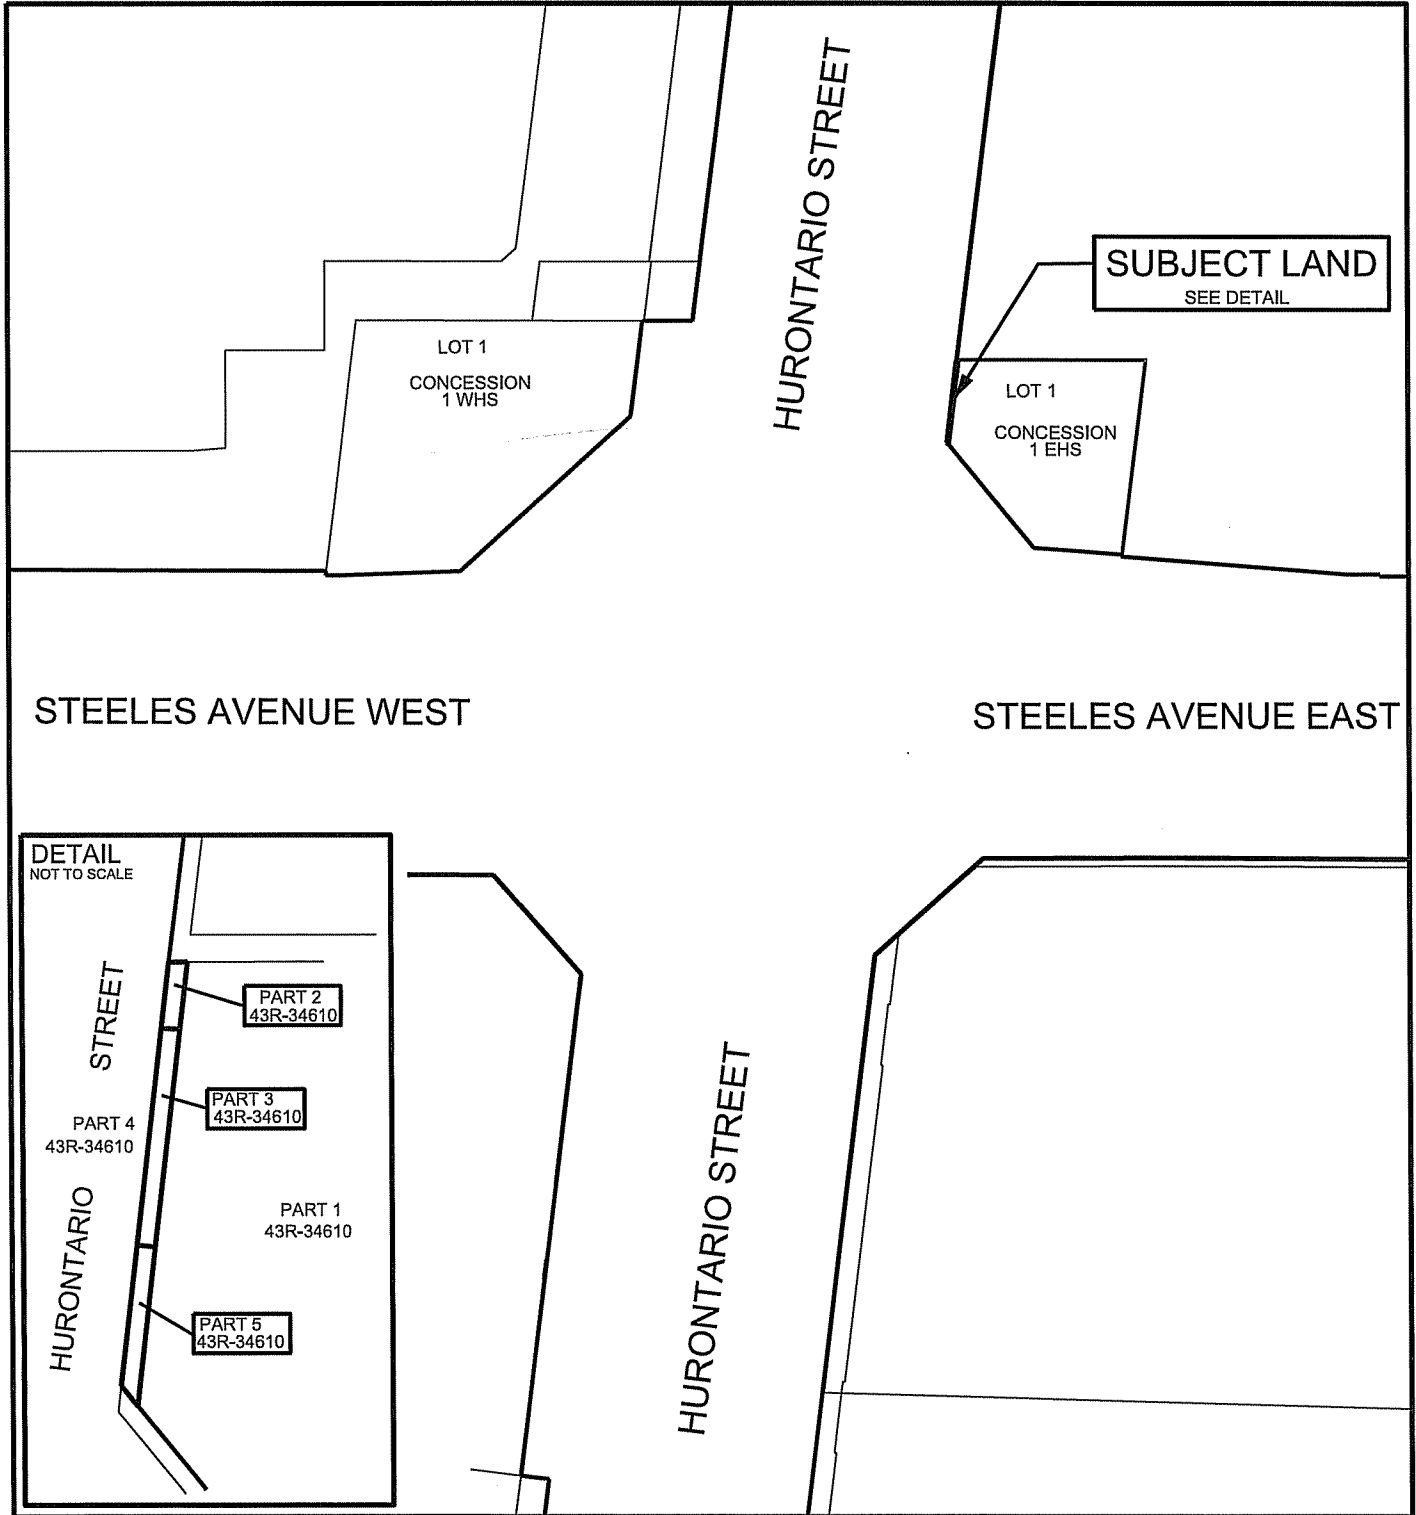 HURONTARIO STREET
SUBJECT LAND
SEE DETAIL
LOT 1
CONCESSION
1 WHS
LOT 1
CONCESSION
1 EHS
STEELES AVENUE WEST
STEELES AVENUE EAST
DETAIL
NOT TO SCALE
HURONTARIO STREET
PART 2
43R-34610
PART 3
43R-34610
PART 4
43R-34610
PART 1
43R-34610
PART 5
43R-34610
HURONTARIO STREET